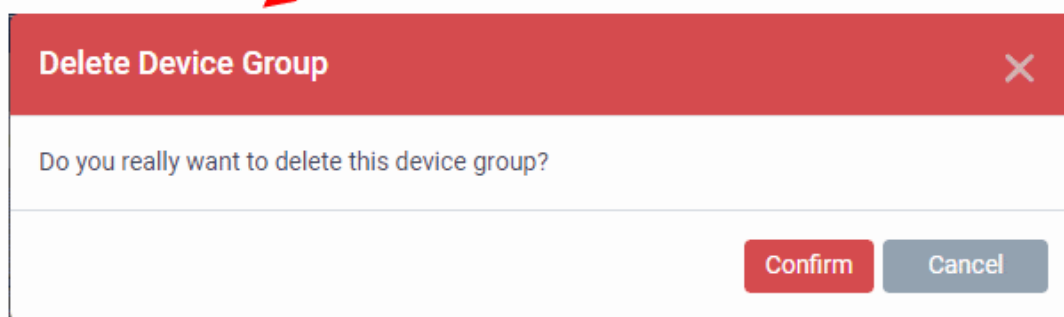 Delete Device Group
Do you really want to delete this device group?
Confirm Cancel